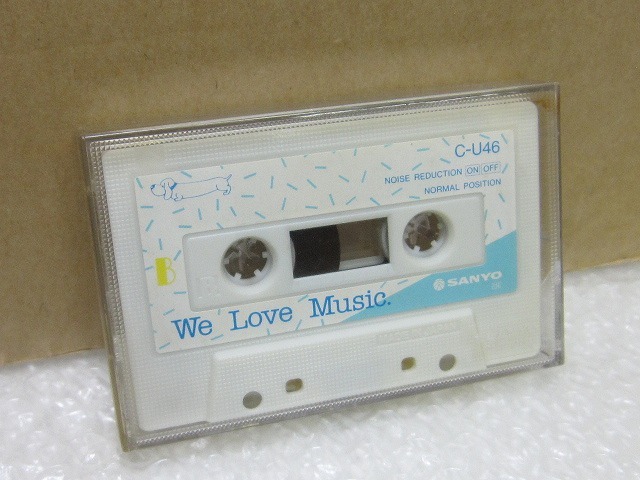 C-U46
NOISE REDUCTION ON OFF
NORMAL POSITION
B
SANYO
We Love Music.